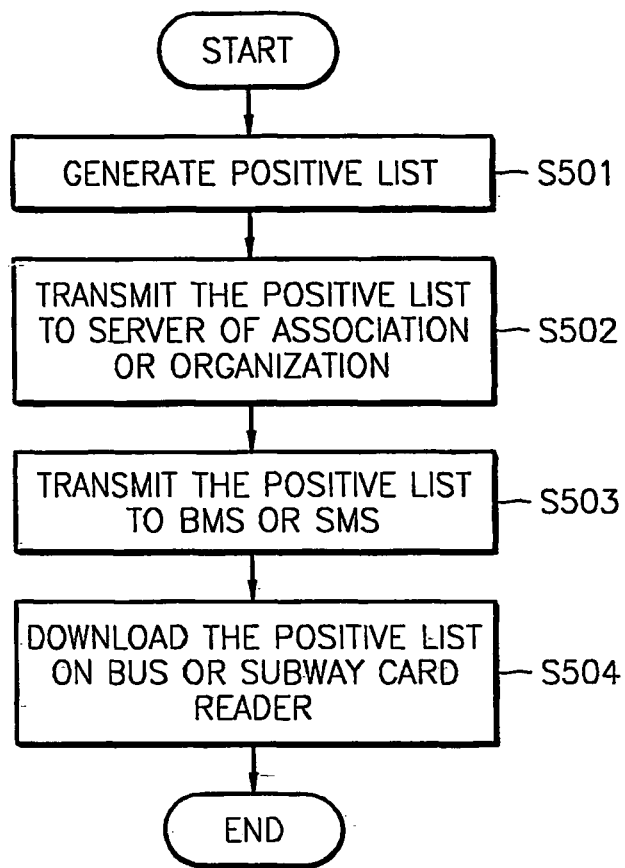 START
GENERATE POSITIVE LIST
S501
TRANSMIT THE POSITIVE LIST
TO SERVER OF ASSOCIATION
OR ORGANIZATION
S502
TRANSMIT THE POSITIVE LIST
TO BMS OR SMS
S503
DOWNLOAD THE POSITIVE LIST
ON BUS OR SUBWAY CARD
READER
S504
END